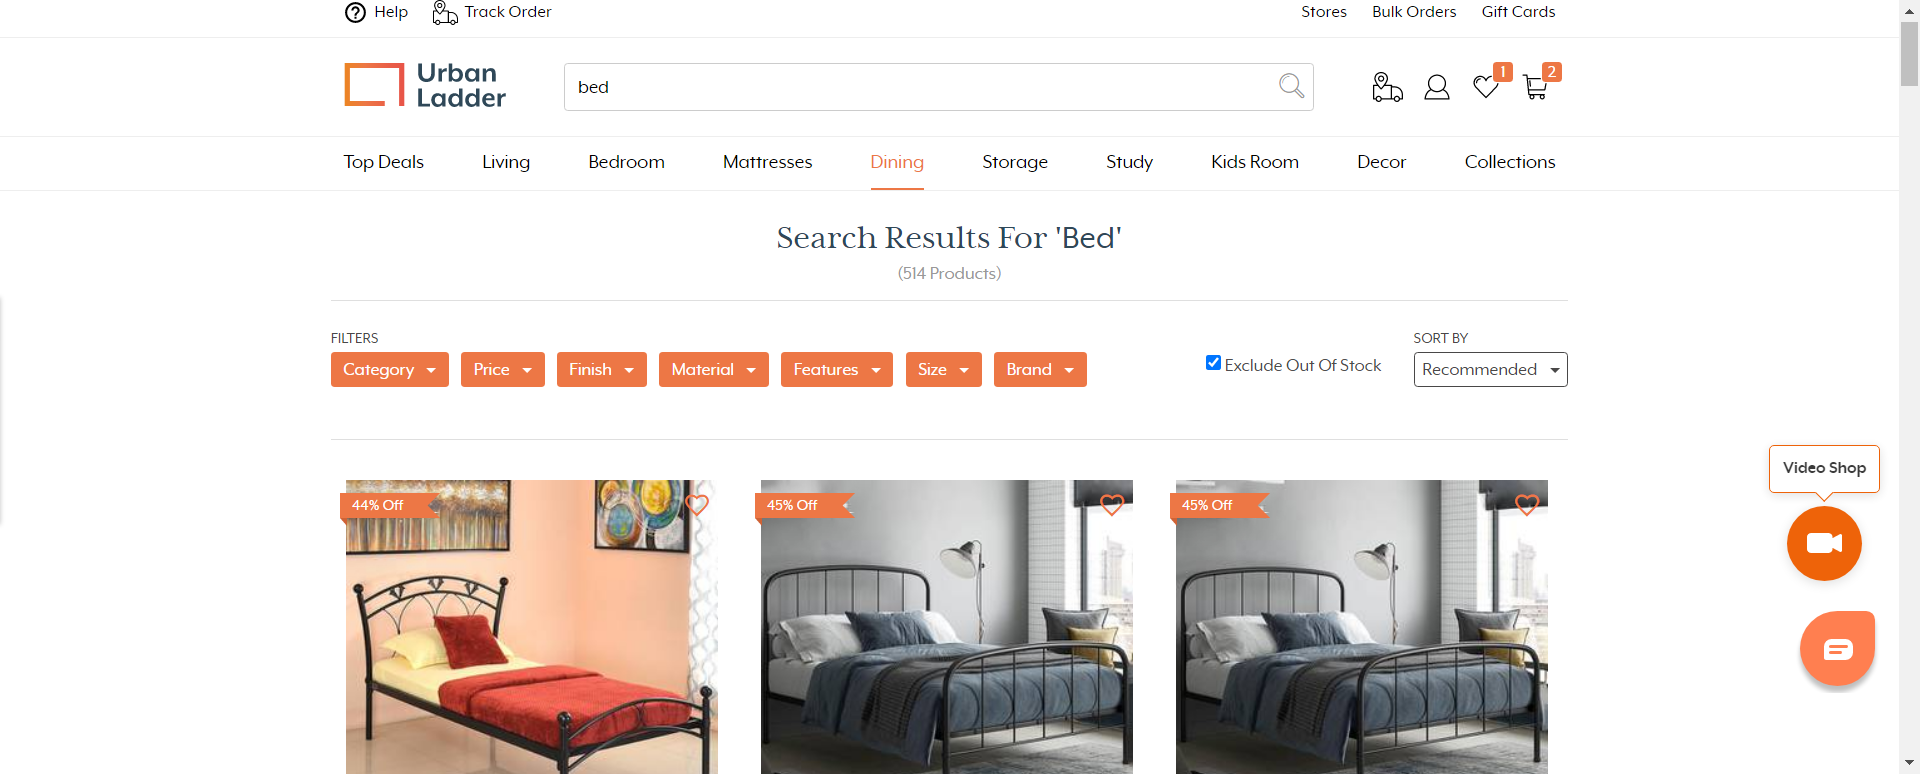 Help Track Order Stores Bulk Orders Gift Cards
Urban
Ladder
bed
1
2
Top Deals Living Bedroom Mattresses Dining Storage Study Kids Room Decor Collections
Search Results For 'Bed'
(514 Products)
FILTERS
SORT BY
Category Price Finish Material Features Size Brand
Exclude Out Of Stock
Recommended
Video Shop
44% Off
45% Off
45% Off